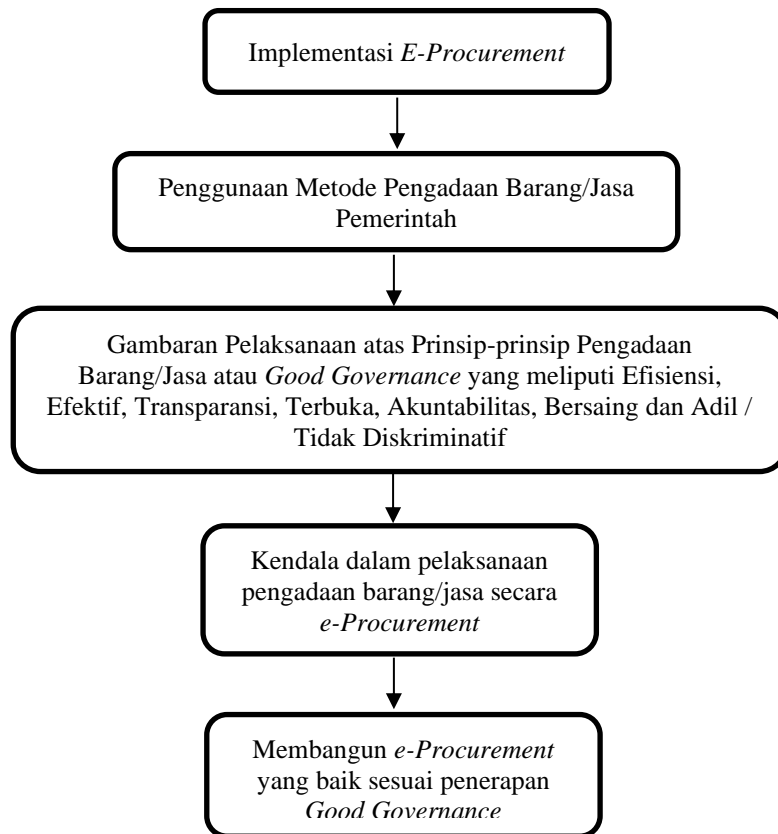 Implementasi E-Procurement
Penggunaan Metode Pengadaan Barang/Jasa
Pemerintah
Gambaran Pelaksanaan atas Prinsip-prinsip Pengadaan
Barang/Jasa atau Good Governance yang meliputi Efisiensi,
Efektif, Transparansi, Terbuka, Akuntabilitas, Bersaing dan Adil /
Tidak Diskriminatif
Kendala dalam pelaksanaan
pengadaan barang/jasa secara
e-Procurement
Membangun e-Procurement
yang baik sesuai penerapan
Good Governance